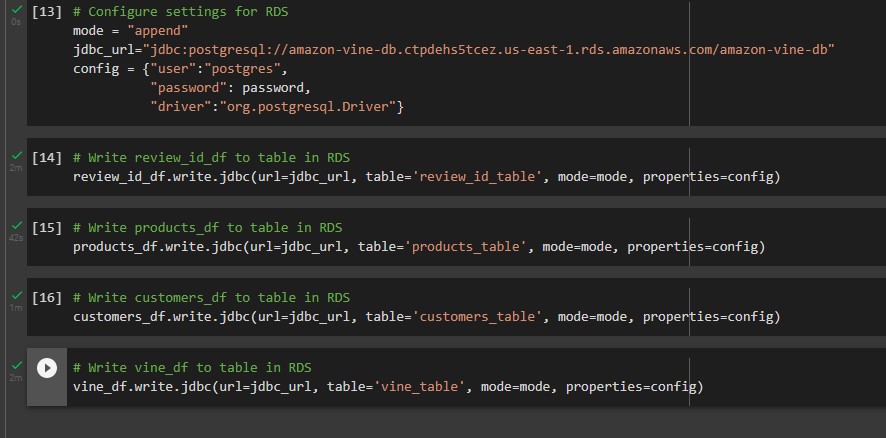 0s
[13] # Configure settings for RDS
mode = "append"
jdbc_url="jdbc:postgresql://amazon-vine-db.ctpdehs5tcez.us-east-1.rds.amazonaws.com/amazon-vine-db"
config = {"user":"postgres",
"password": password,
"driver":"org.postgresql.Driver"}
2m
[14] # Write review_id_df to table in RDS
review_id_df.write.jdbc(url=jdbc_url, table='review_id_table', mode=mode, properties=config)
42s
[15] # Write products_df to table in RDS
products_df.write.jdbc(url=jdbc_url, table='products_table', mode=mode, properties=config)
1m
[16] # Write customers_df to table in RDS
customers_df.write.jdbc(url=jdbc_url, table='customers_table', mode=mode, properties=config)
2m
# Write vine_df to table in RDS
vine_df.write.jdbc(url=jdbc_url, table='vine_table', mode=mode, properties=config)